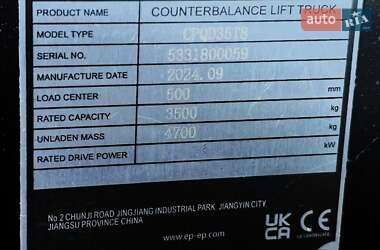 PRODUCT NAME COUNTERBALANCE LIFT TRUCK
MODEL TYPE CPQD35T8
SERIAL NO. 5331800059
MANUFACTURE DATE 2024.09
LOAD CENTER 500 mm
RATED CAPACITY 3500 kg
UNLADEN MASS 4700 kg
RATED DRIVE POWER kW
No 2 CHUNJI ROAD JINGJIANG INDUSTRIAL PARK, JIANGYIN CITY,
JIANGSU PROVINCE CHINA
www.ep-ep.com
UK
CA
CE
auto RIA